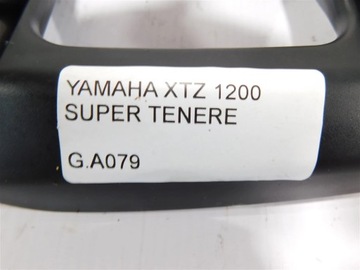 YAMAHA XTZ 1200
SUPER TENERE
G.A079